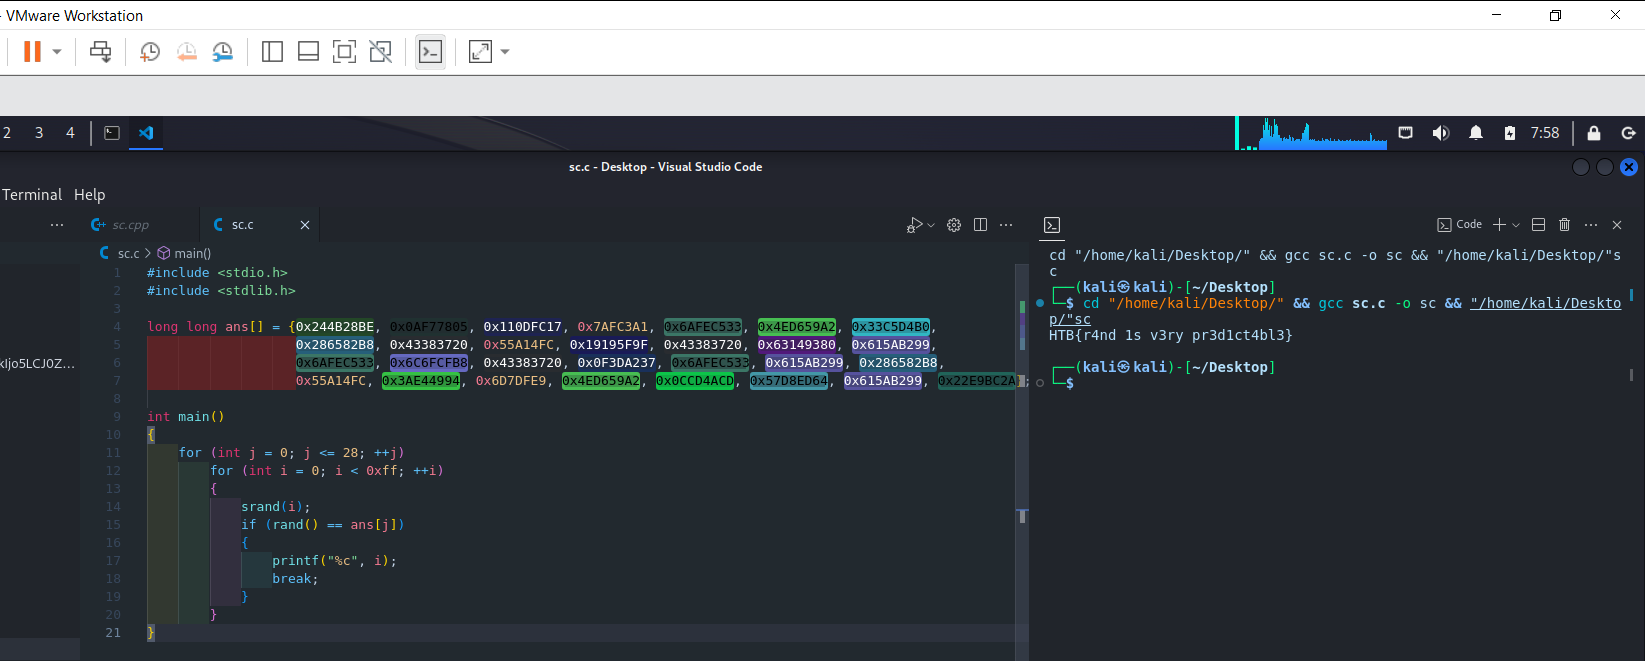 VMware Workstation
2 3 4 7:58
sc.c - Desktop - Visual Studio Code
Terminal Help
... sc.cpp sc.c ...
sc.c > main()
1 #include <stdio.h>
2 #include <stdlib.h>
3
4 long long ans[] = {0x244B28BE, 0x0AF77805, 0x110DFC17, 0x7AFC3A1, 0x6AFEC533, 0x4ED659A2, 0x33C5D4B0,
5 0x286582B8, 0x43383720, 0x55A14FC, 0x19195F9F, 0x43383720, 0x63149380, 0x615AB299,
6 0x6AFEC533, 0x6C6FCFB8, 0x43383720, 0x0F3DA237, 0x6AFEC533, 0x615AB299, 0x286582B8,
7 0x55A14FC, 0x3AE44994, 0x6D7DFE9, 0x4ED659A2, 0x0CCD4ACD, 0x57D8ED64, 0x615AB299, 0x22E9BC2A};
8
9 int main()
10 {
11 for (int j = 0; j <= 28; ++j)
12 for (int i = 0; i < 0xff; ++i)
13 {
14 srand(i);
15 if (rand() == ans[j])
16 {
17 printf("%c", i);
18 break;
19 }
20 }
21 }
kIjo5LCJ0Z...
Code
cd "/home/kali/Desktop/" && gcc sc.c -o sc && "/home/kali/Desktop/"s
c
┌──(kali㉿kali)-[~/Desktop]
└─$ cd "/home/kali/Desktop/" && gcc sc.c -o sc && "/home/kali/Deskto
p/"sc
HTB{r4nd_1s_v3ry_pr3d1ct4bl3}
┌──(kali㉿kali)-[~/Desktop]
└─$